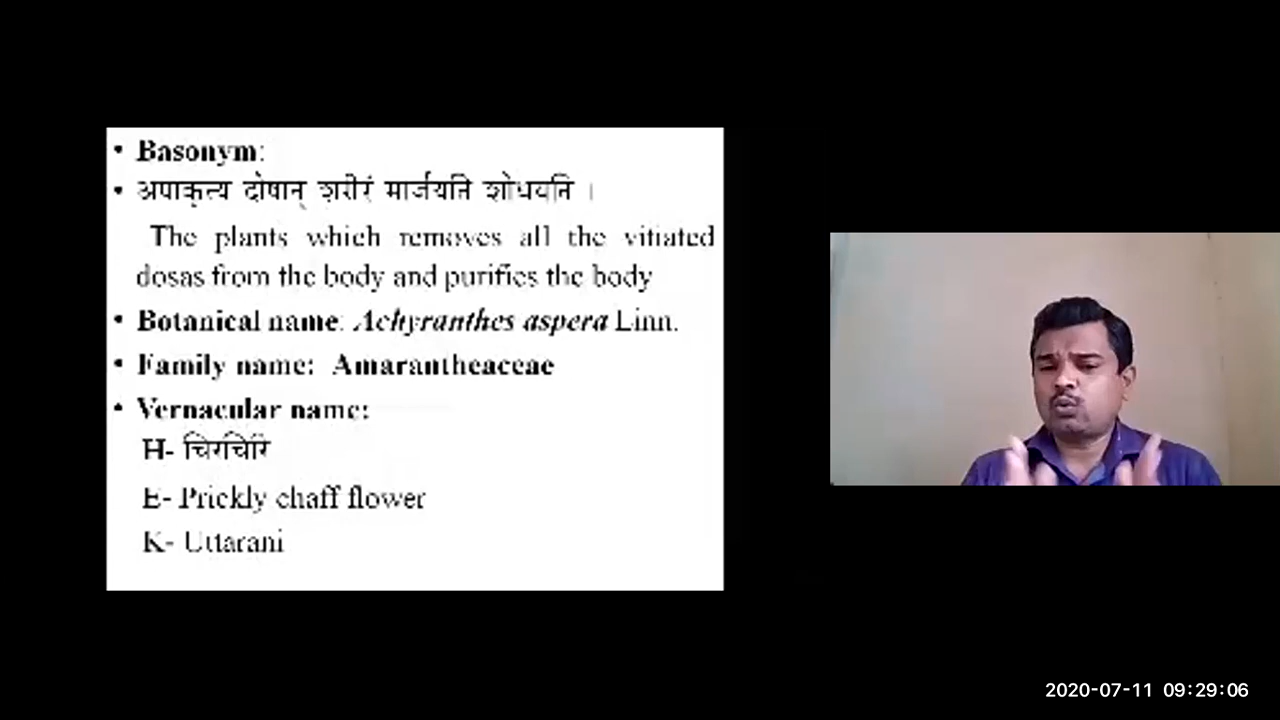 • Basonym:
• अपाकृत्य दोषान् शरीरं मार्जयति शोधयति ।
The plants which removes all the vitiated
dosas from the body and purifies the body
• Botanical name: Achyranthes aspera Linn.
• Family name: Amarantheaceae
• Vernacular name:
H- चिरचिरि
E- Prickly chaff flower
K- Uttarani
2020-07-11 09:29:06